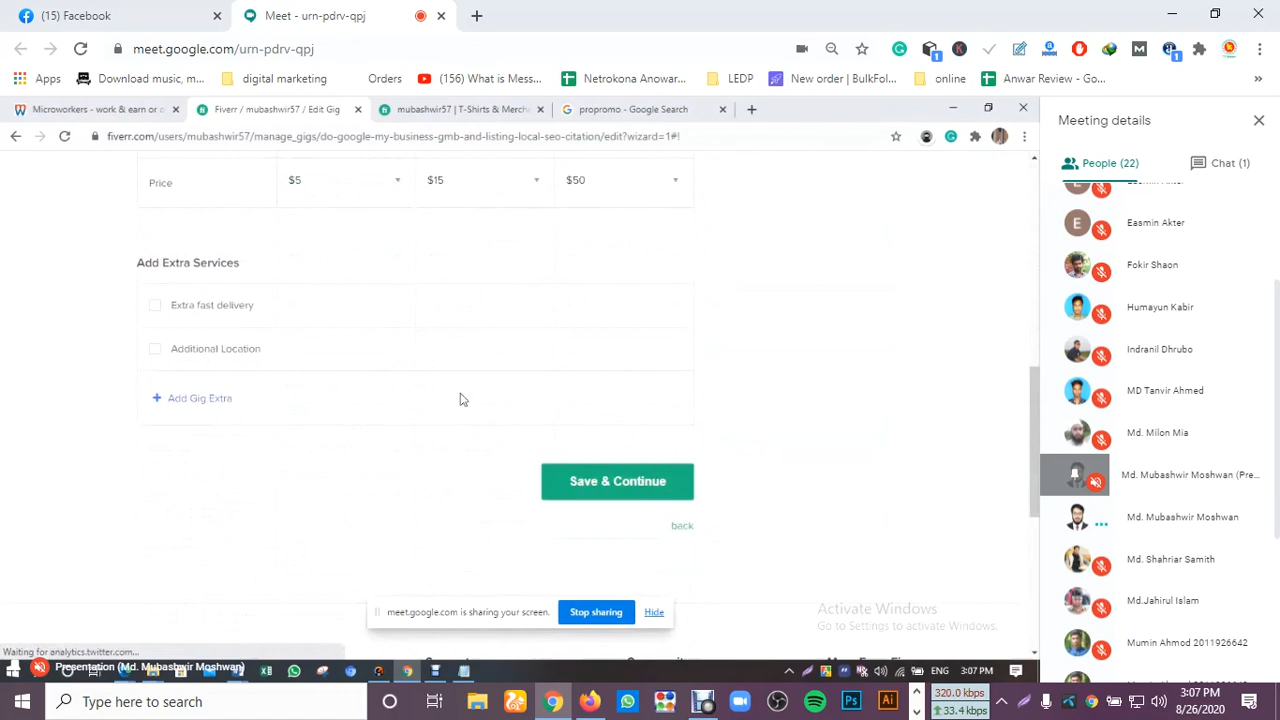 (15) Facebook
Meet - urn-pdrv-qpj
meet.google.com/urn-pdrv-qpj
Apps
Download music, m...
digital marketing
Orders
(156) What is Mess...
Netrokona Anowar...
LEDP
New order | BulkFol...
online
Anwar Review - Go...
»
Microworkers - work & earn or o
Fiverr / mubashwir57 / Edit Gig
mubashwir57 | T-Shirts & Merche
propromo - Google Search
fiverr.com/users/mubashwir57/manage_gigs/do-google-my-business-gmb-and-listing-local-seo-citation/edit?wizard=1#!
Price
$5
$15
$50
Add Extra Services
Extra fast delivery
Additional Location
+ Add Gig Extra
Save & Continue
back
meet.google.com is sharing your screen.
Stop sharing
Hide
Activate Windows
Go to Settings to activate Windows.
Waiting for analytics.twitter.com...
Presentation (Md. Mubashwir Moshwan)
ENG
3:07 PM
Meeting details
People (22)
Chat (1)
E
Easmin Akter
Fokir Shaon
Humayun Kabir
Indranil Dhrubo
MD Tanvir Ahmed
Md. Milon Mia
Md. Mubashwir Moshwan (Pre...
Md. Mubashwir Moshwan
Md. Shahriar Samith
Md.Jahirul Islam
Mumin Ahmod 2011926642
Type here to search
320.0 kbps
33.4 kbps
3:07 PM
8/26/2020